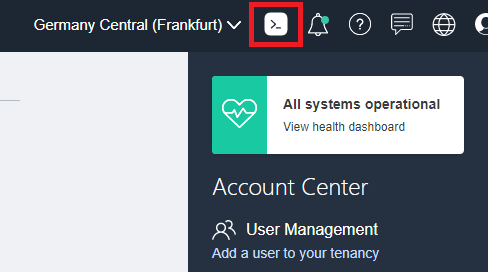 Germany Central (Frankfurt)
All systems operational
View health dashboard
Account Center
User Management
Add a user to your tenancy